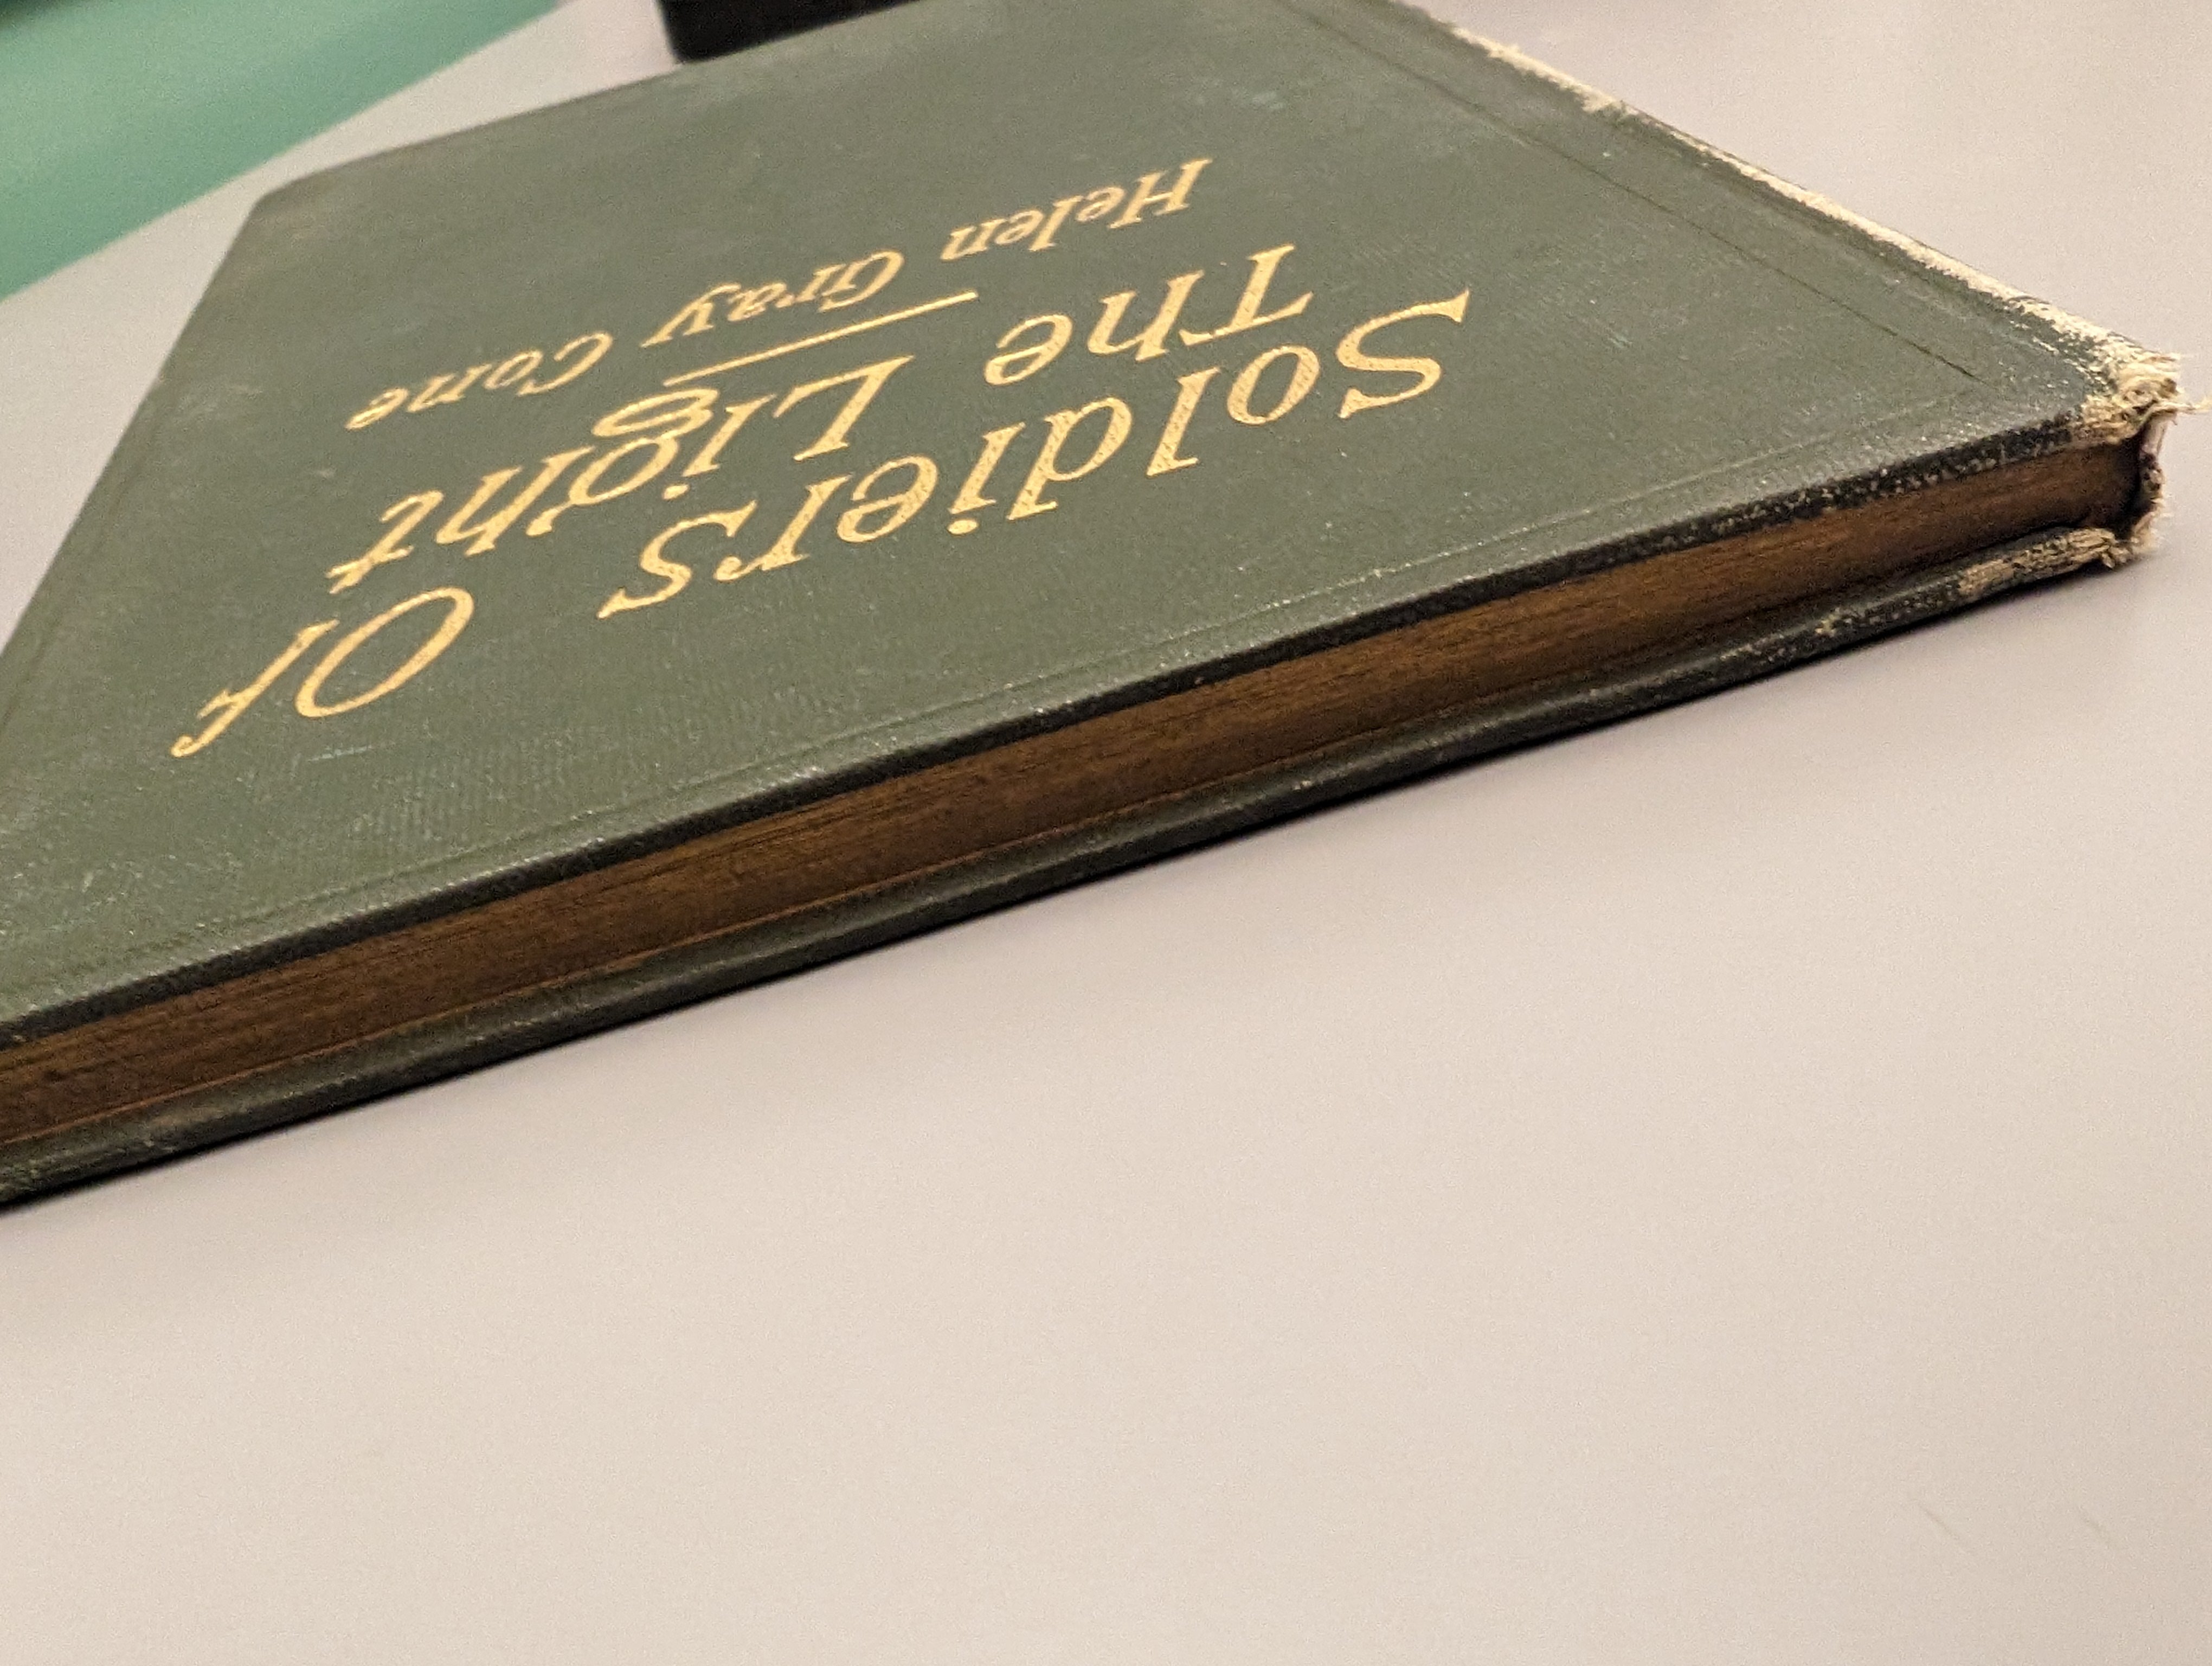 Soldiers Of
The Light
Helen Gray Cone